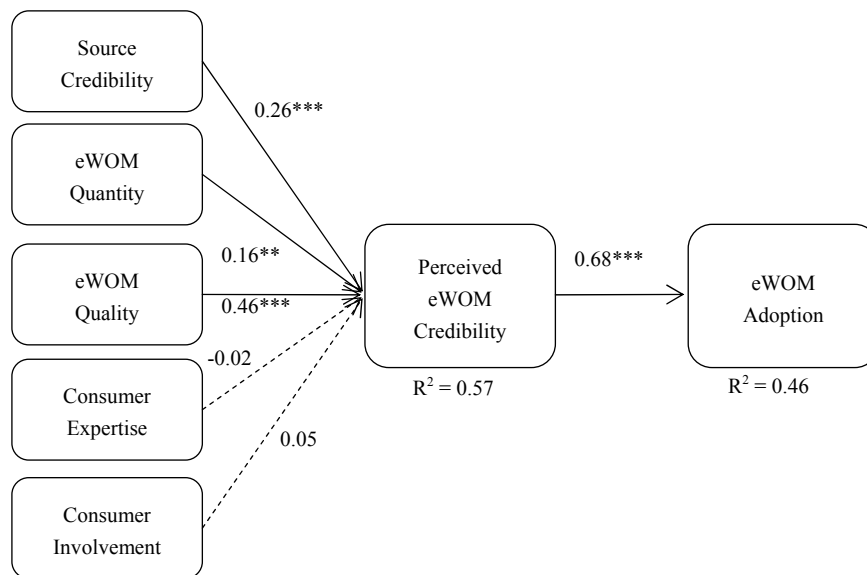 Source
Credibility
0.26***
eWOM
Quantity
0.16**
eWOM
Quality
0.46***
Consumer
Expertise
-0.02
Consumer
Involvement
0.05
Perceived
eWOM
Credibility
R² = 0.57
0.68***
eWOM
Adoption
R² = 0.46